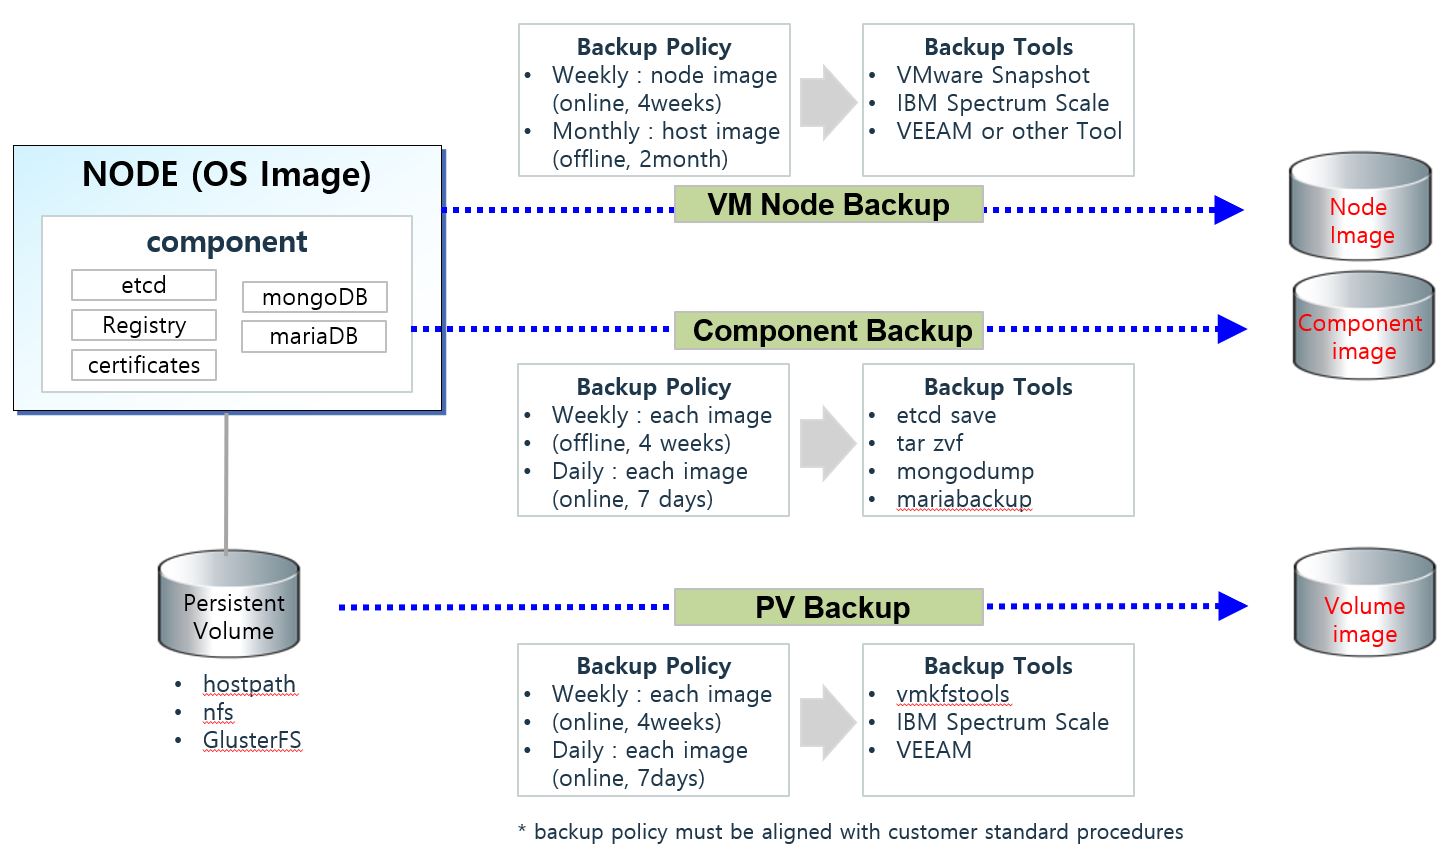 Backup Policy
• Weekly : node image
(online, 4weeks)
• Monthly : host image
(offline, 2month)
Backup Tools
• VMware Snapshot
• IBM Spectrum Scale
• VEEAM or other Tool
NODE (OS Image)
component
etcd
Registry
certificates
mongoDB
mariaDB
VM Node Backup
Node
Image
Component Backup
Component
image
Backup Policy
• Weekly : each image
• (offline, 4 weeks)
• Daily : each image
(online, 7 days)
Backup Tools
• etcd save
• tar zvf
• mongodump
• mariabackup
Persistent
Volume
• hostpath
• nfs
• GlusterFS
PV Backup
Volume
image
Backup Policy
• Weekly : each image
• (online, 4weeks)
• Daily : each image
(online, 7days)
Backup Tools
• vmkfstools
• IBM Spectrum Scale
• VEEAM
* backup policy must be aligned with customer standard procedures